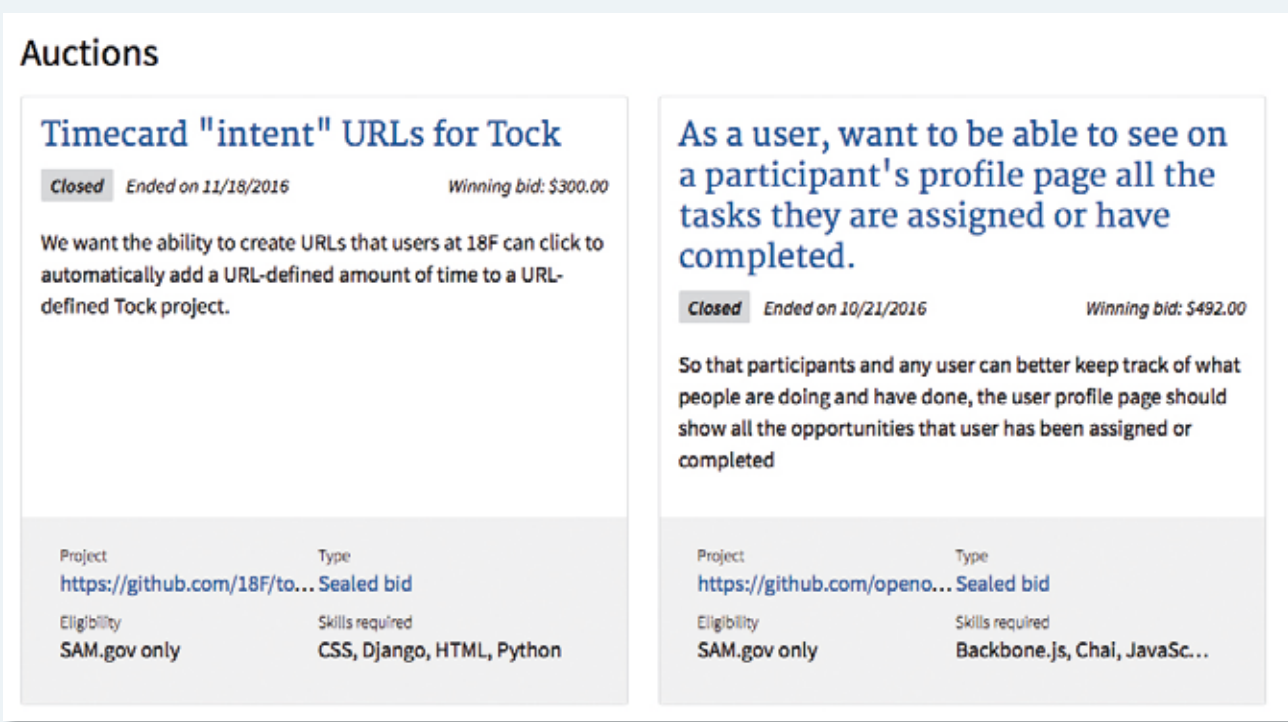 Auctions
Timecard "intent" URLs for Tock
Closed Ended on 11/18/2016 Winning bid: $300.00
We want the ability to create URLs that users at 18F can click to
automatically add a URL-defined amount of time to a URL-
defined Tock project.
Project Type
https://github.com/18F/to... Sealed bid
Eligibility Skills required
SAM.gov only CSS, Django, HTML, Python
As a user, want to be able to see on
a participant's profile page all the
tasks they are assigned or have
completed.
Closed Ended on 10/21/2016 Winning bid: $492.00
So that participants and any user can better keep track of what
people are doing and have done, the user profile page should
show all the opportunities that user has been assigned or
completed
Project Type
https://github.com/openo... Sealed bid
Eligibility Skills required
SAM.gov only Backbone.js, Chai, JavaSc...